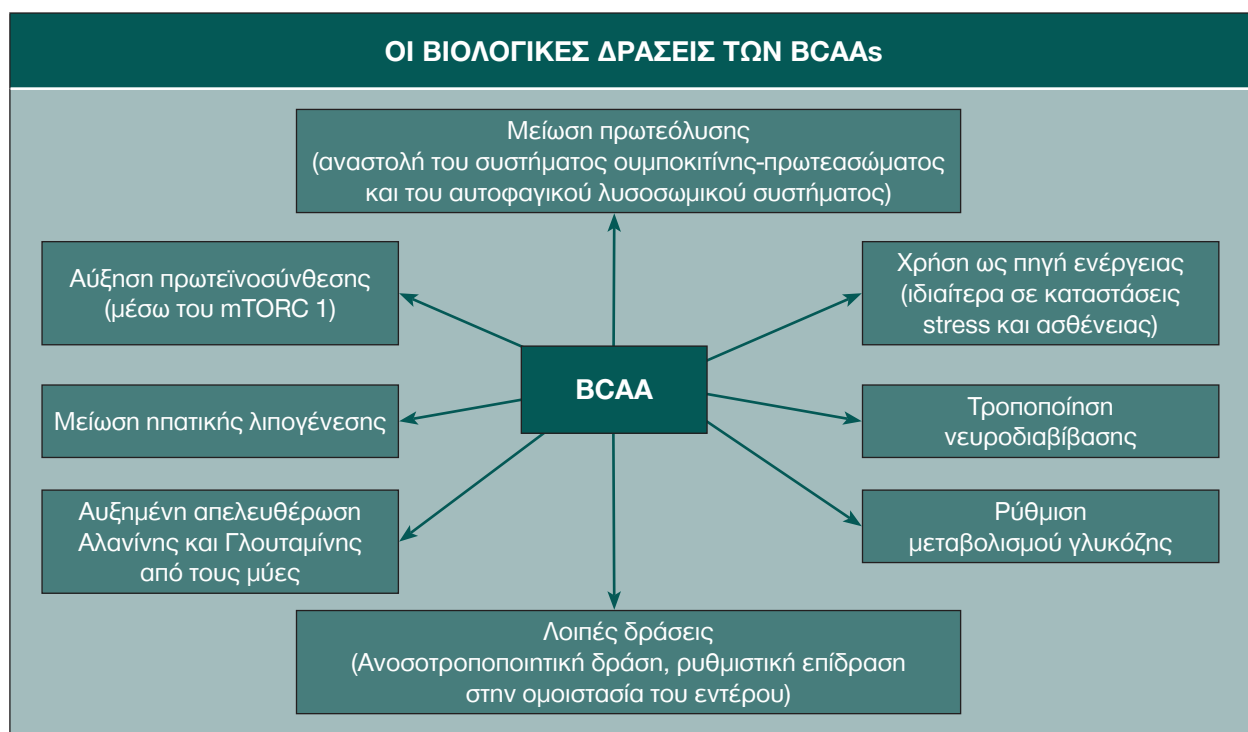 ΟΙ ΒΙΟΛΟΓΙΚΕΣ ΔΡΑΣΕΙΣ ΤΩΝ BCAAs
Μείωση πρωτεόλυσης
(αναστολή του συστήματος ουμποκιτίνης-πρωτεασώματος
και του αυτοφαγικού λυσοσωμικού συστήματος)
Αύξηση πρωτεϊνοσύνθεσης
(μέσω του mTORC 1)
Χρήση ως πηγή ενέργειας
(ιδιαίτερα σε καταστάσεις
stress και ασθένειας)
BCAA
Μείωση ηπατικής λιπογένεσης
Τροποποίηση
νευροδιαβίβασης
Αυξημένη απελευθέρωση
Αλανίνης και Γλουταμίνης
από τους μύες
Ρύθμιση
μεταβολισμού γλυκόζης
Λοιπές δράσεις
(Ανοσοτροποποιητική δράση, ρυθμιστική επίδραση
στην ομοιστασία του εντέρου)